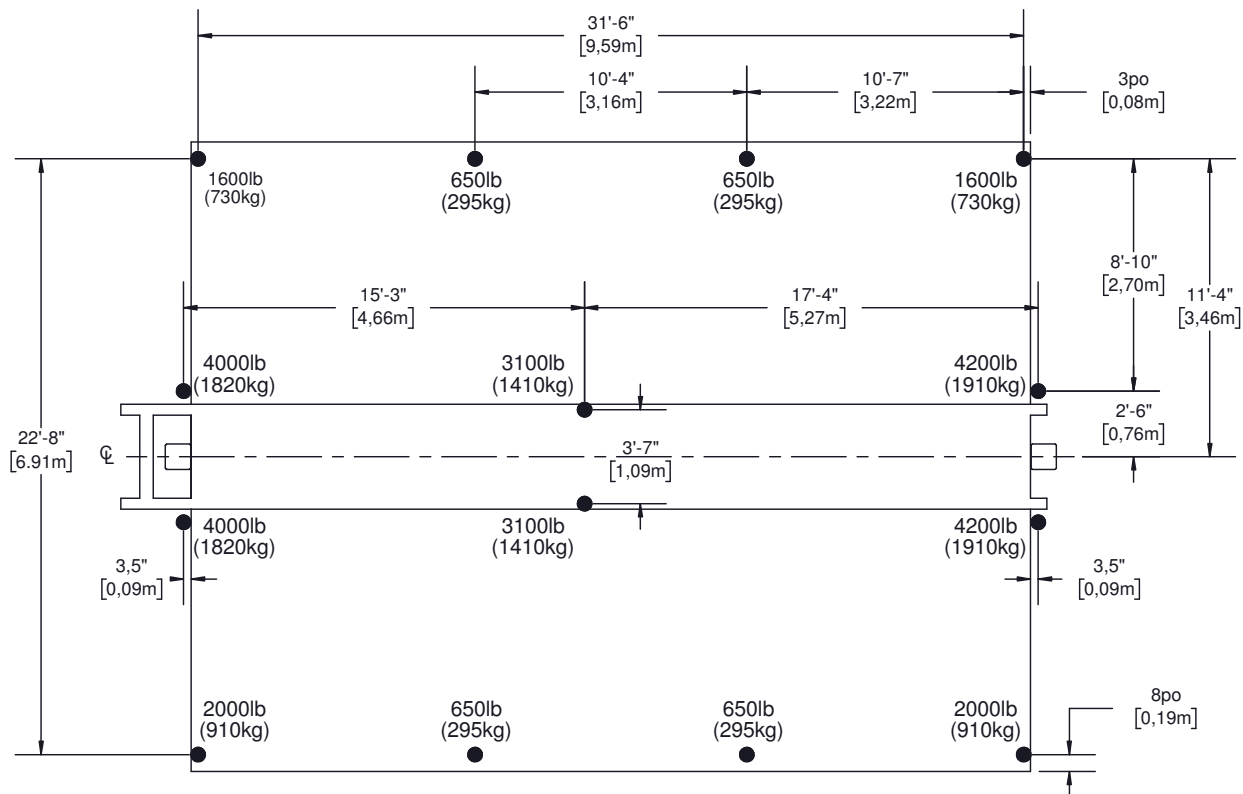 31'-6"
[9,59m]
10'-4"
[3,16m]
10'-7"
[3,22m]
3po
[0,08m]
1600lb
(730kg)
650lb
(295kg)
650lb
(295kg)
1600lb
(730kg)
8'-10"
[2,70m]
11'-4"
[3,46m]
15'-3"
[4,66m]
17'-4"
[5,27m]
4000lb
(1820kg)
3100lb
(1410kg)
4200lb
(1910kg)
2'-6"
[0,76m]
22'-8"
[6.91m]
℄
3'-7"
[1,09m]
4000lb
(1820kg)
3100lb
(1410kg)
4200lb
(1910kg)
3,5"
[0,09m]
3,5"
[0,09m]
2000lb
(910kg)
650lb
(295kg)
650lb
(295kg)
2000lb
(910kg)
8po
[0,19m]